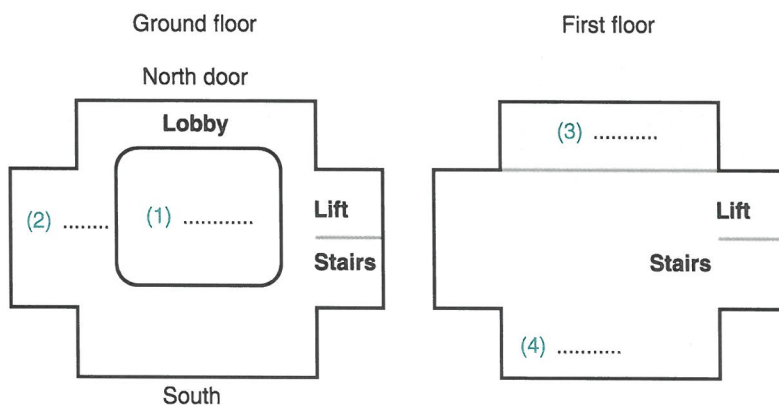 Ground floor
North door
Lobby
(1) ............
(2) ........
Lift
Stairs
South
First floor
(3) ...........
Lift
Stairs
(4) ...........